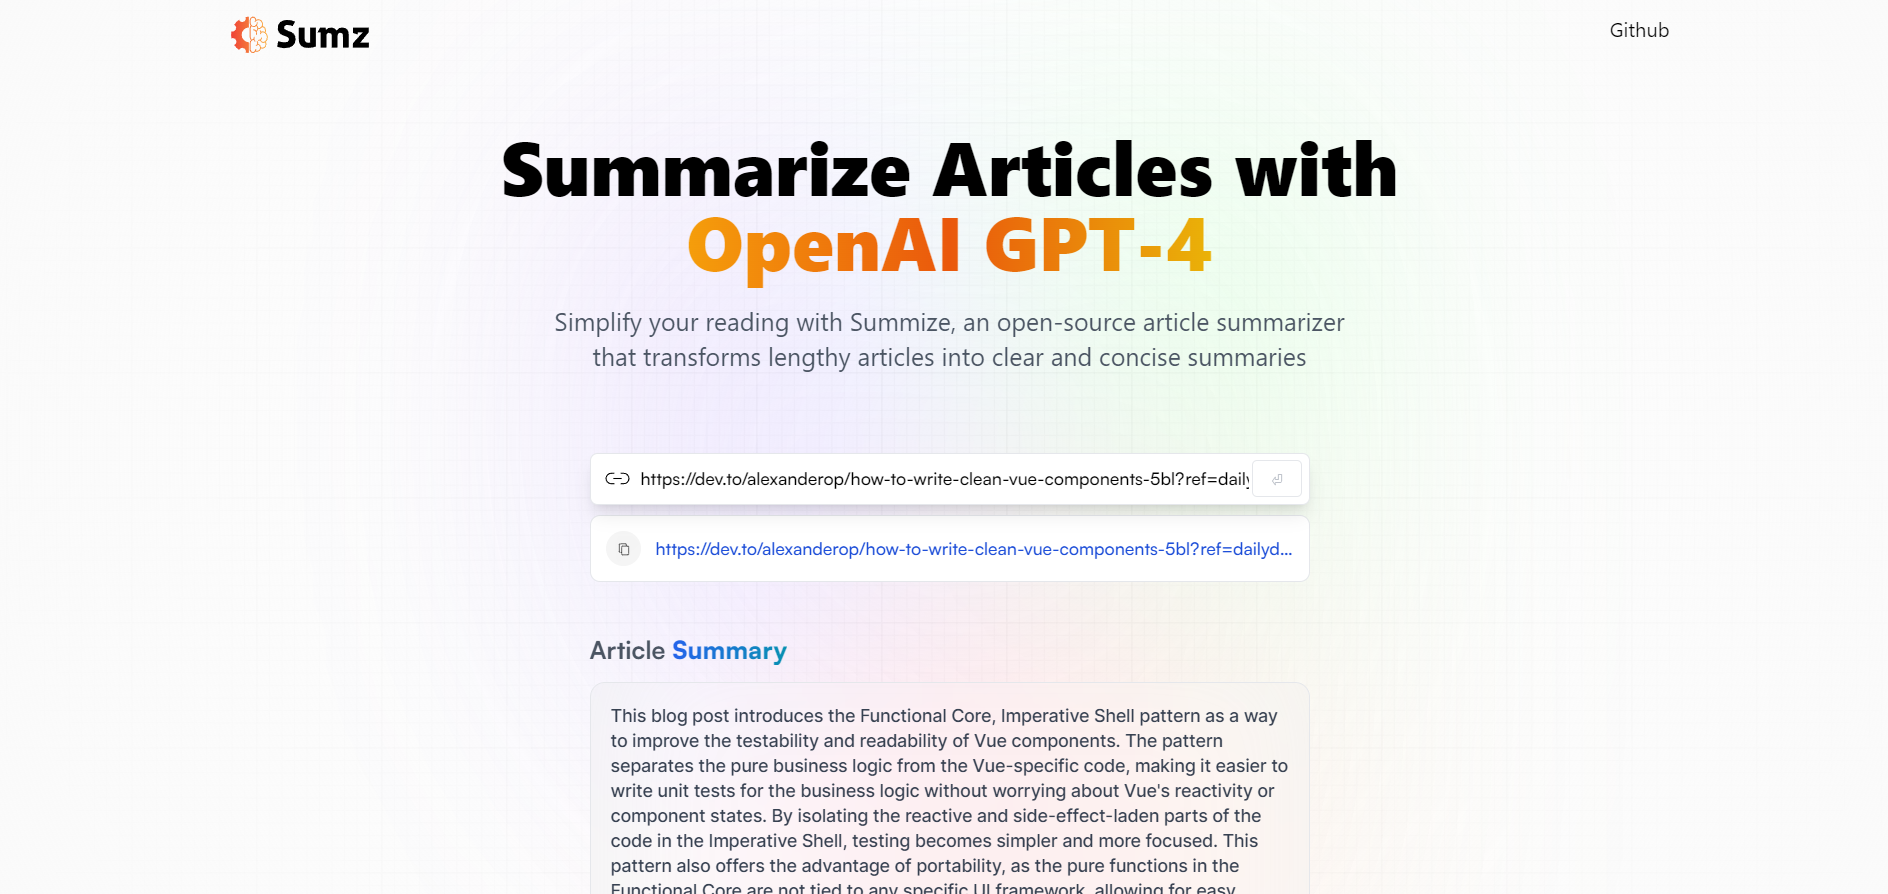 Sumz
Github
Summarize Articles with
OpenAI GPT-4
Simplify your reading with Summize, an open-source article summarizer
that transforms lengthy articles into clear and concise summaries
https://dev.to/alexanderop/how-to-write-clean-vue-components-5bl?ref=daily
https://dev.to/alexanderop/how-to-write-clean-vue-components-5bl?ref=dailyd...
Article Summary
This blog post introduces the Functional Core, Imperative Shell pattern as a way
to improve the testability and readability of Vue components. The pattern
separates the pure business logic from the Vue-specific code, making it easier to
write unit tests for the business logic without worrying about Vue's reactivity or
component states. By isolating the reactive and side-effect-laden parts of the
code in the Imperative Shell, testing becomes simpler and more focused. This
pattern also offers the advantage of portability, as the pure functions in the
Functional Core are not tied to any specific UI framework, allowing for easy